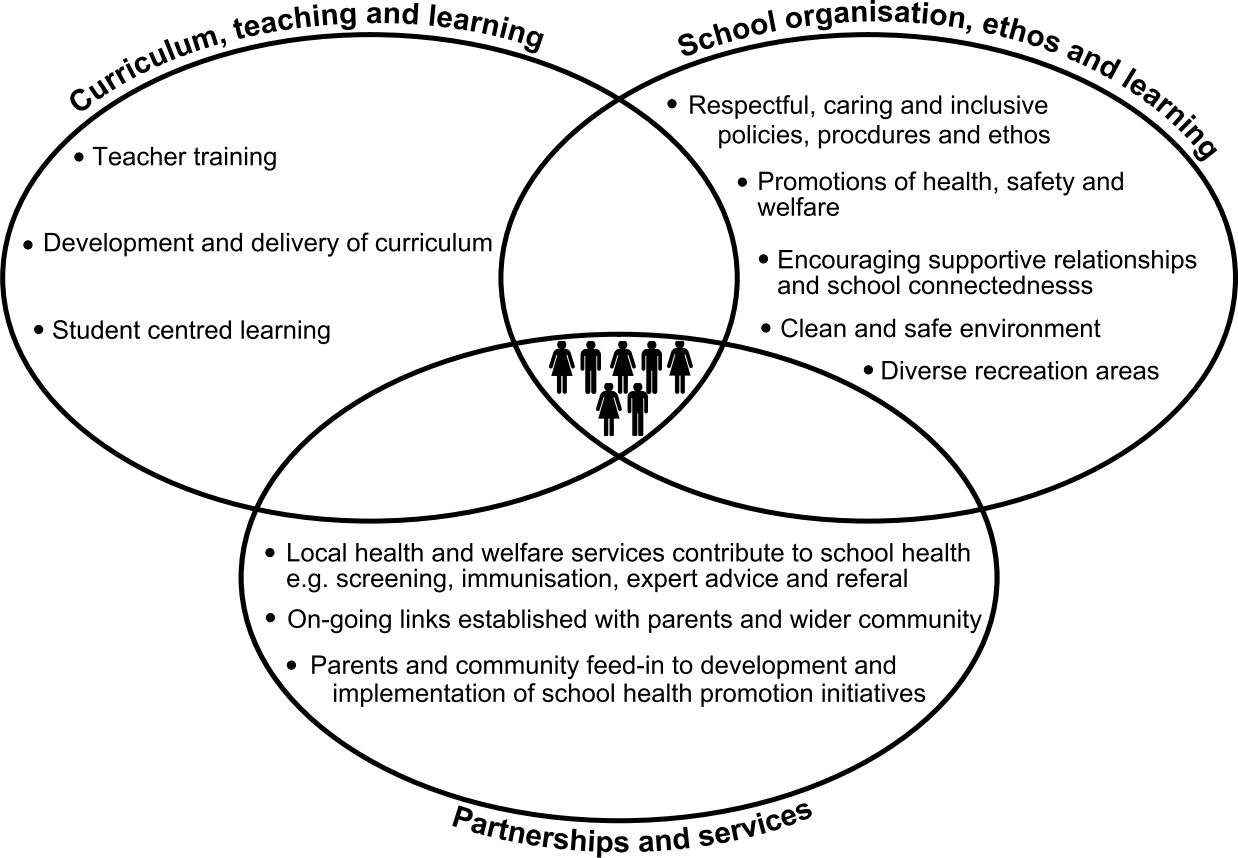 Curriculum, teaching and learning
• Teacher training
• Development and delivery of curriculum
• Student centred learning
School organisation, ethos and learning
• Respectful, caring and inclusive
policies, procdures and ethos
• Promotions of health, safety and
welfare
• Encouraging supportive relationships
and school connectednesss
• Clean and safe environment
• Diverse recreation areas
• Local health and welfare services contribute to school health
e.g. screening, immunisation, expert advice and referal
• On-going links established with parents and wider community
• Parents and community feed-in to development and
implementation of school health promotion initiatives
Partnerships and services